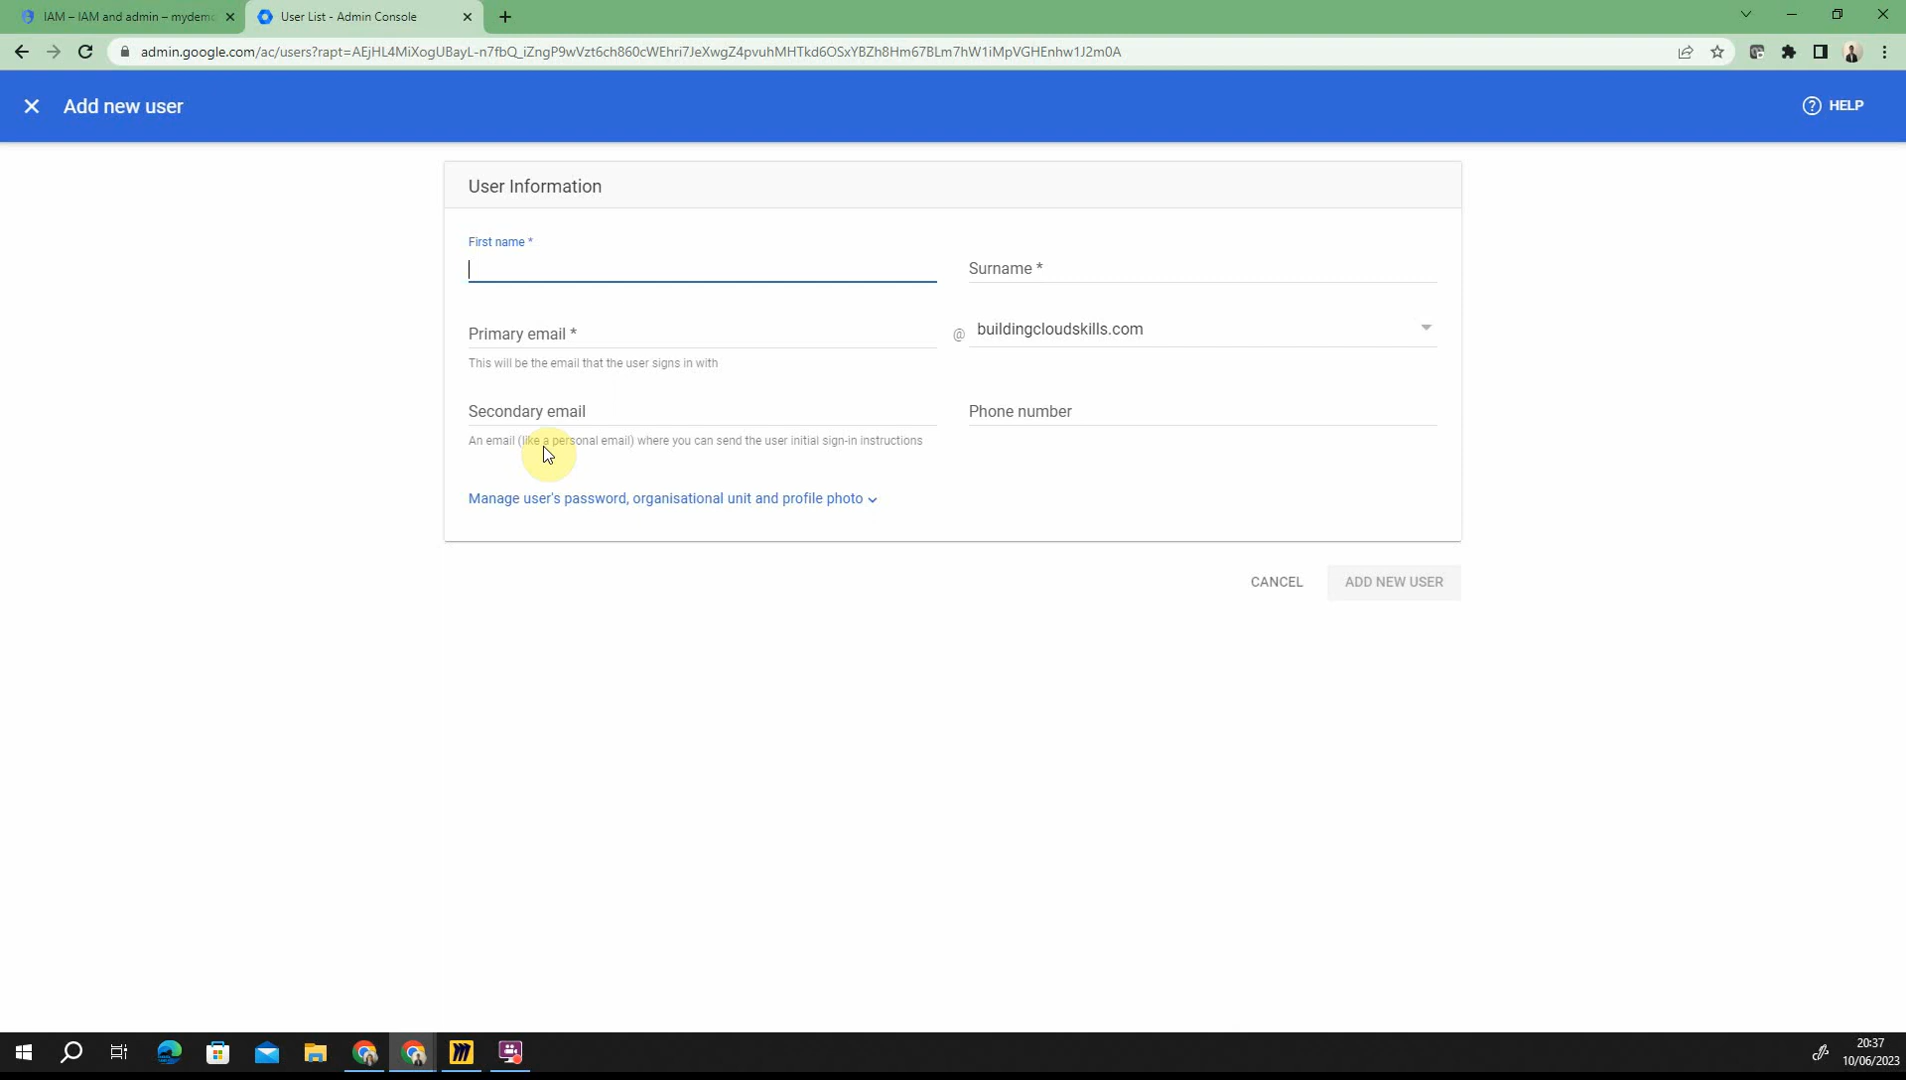 IAM – IAM and admin – mydemo
User List - Admin Console
admin.google.com/ac/users?rapt=AEjHL4MiXogUBayL-n7fbQ_iZngP9wVzt6ch860cWEhri7JeXwgZ4pvuhMHTkd6OSxYBZh8Hm67BLm7hW1iMpVGHEnhw1J2m0A
Add new user
HELP
User Information
First name *
Surname *
Primary email *
@ buildingcloudskills.com
This will be the email that the user signs in with
Secondary email
Phone number
An email (like a personal email) where you can send the user initial sign-in instructions
Manage user's password, organisational unit and profile photo
CANCEL
ADD NEW USER
20:37
10/06/2023